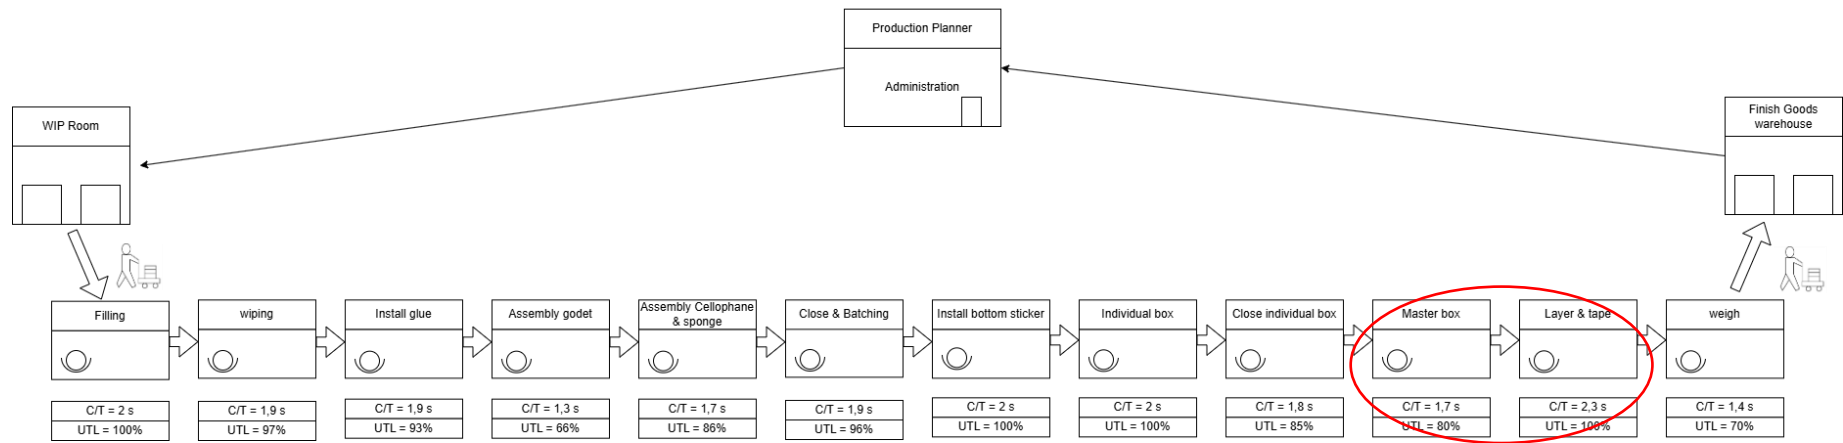 Production Planner
Administration
WIP Room
Finish Goods
warehouse
Filling
C/T = 2 s
UTL = 100%
wiping
C/T = 1,9 s
UTL = 97%
Install glue
C/T = 1,9 s
UTL = 93%
Assembly godet
C/T = 1,3 s
UTL = 66%
Assembly Cellophane
& sponge
C/T = 1,7 s
UTL = 86%
Close & Batching
C/T = 1,9 s
UTL = 96%
Install bottom sticker
C/T = 2 s
UTL = 100%
Individual box
C/T = 2 s
UTL = 100%
Close individual box
C/T = 1,8 s
UTL = 85%
Master box
C/T = 1,7 s
UTL = 80%
Layer & tape
C/T = 2,3 s
UTL = 100%
weigh
C/T = 1,4 s
UTL = 70%